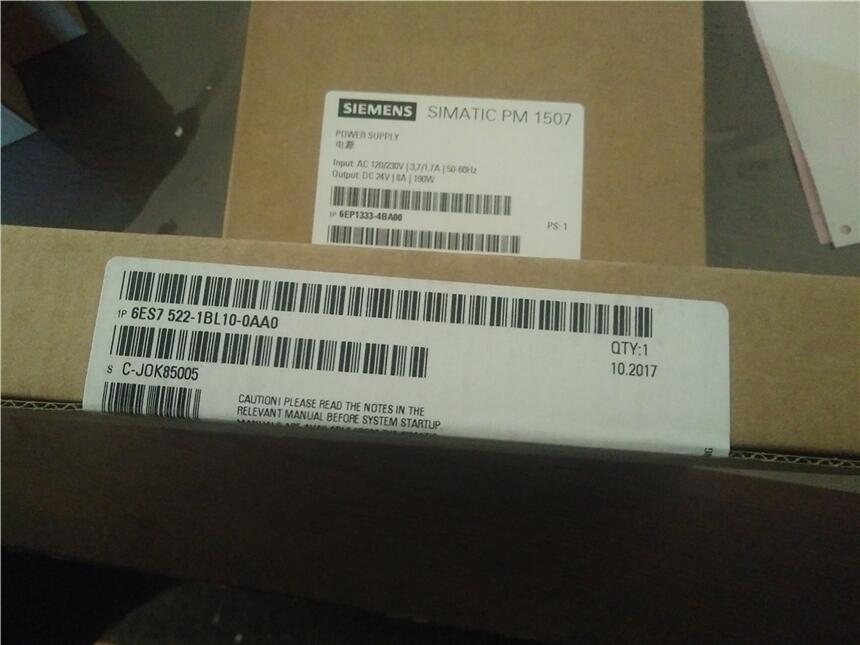 SIEMENS SIMATIC PM 1507
POWER SUPPLY
电源
Input: AC 120/230V | 3,7/1,7A | 50-60Hz
Output: DC 24V | 8A | 190W
1P 6EP1333-4BA00
PS: 1
1P 6ES7 522-1BL10-0AA0
QTY:1
S C-JOK85005
10.2017
CAUTION! PLEASE READ THE NOTES IN THE
RELEVANT MANUAL BEFORE SYSTEM STARTUP